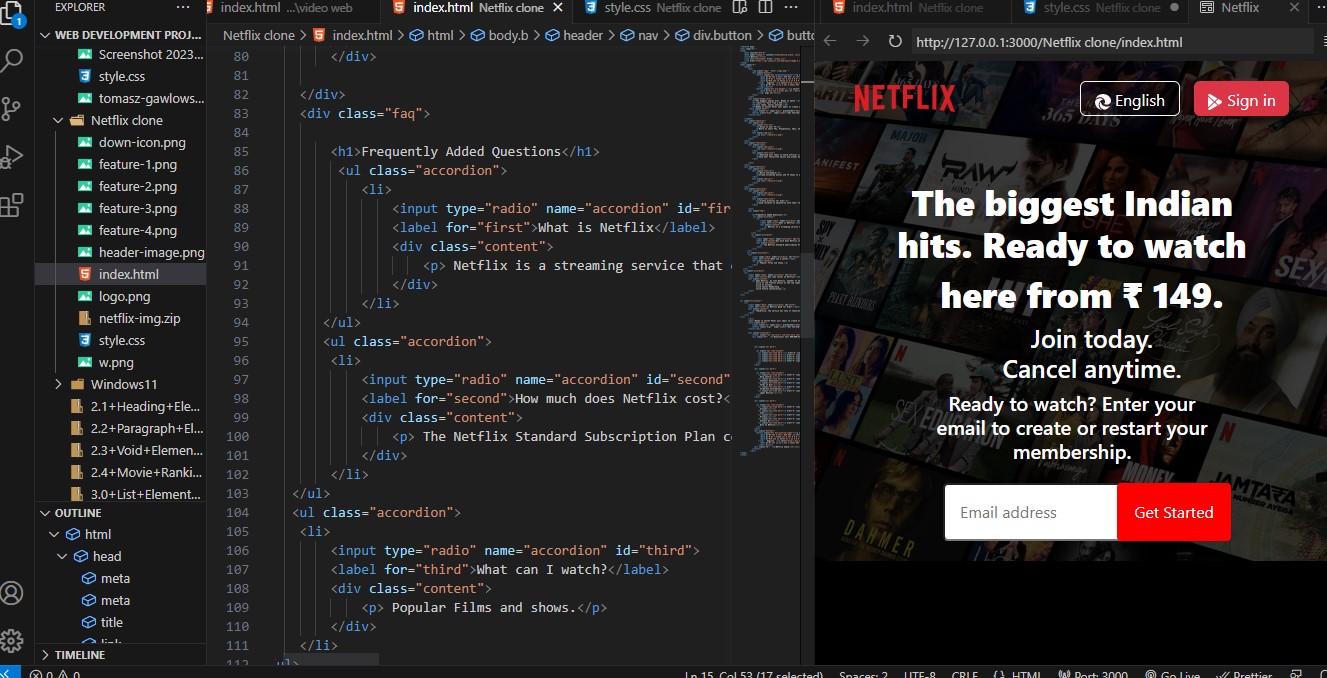 EXPLORER
WEB DEVELOPMENT PROJ...
Screenshot 2023...
style.css
tomasz-gawlows...
Netflix clone
down-icon.png
feature-1.png
feature-2.png
feature-3.png
feature-4.png
header-image.png
index.html
logo.png
netflix-img.zip
style.css
w.png
Windows11
2.1+Heading+Ele...
2.2+Paragraph+El...
2.3+Void+Elemen...
2.4+Movie+Ranki...
3.0+List+Element...
OUTLINE
html
head
meta
meta
title
link
TIMELINE
0 0
index.html ...\video web
index.html Netflix clone
style.css Netflix clone
Netflix clone > index.html > html > body.b > header > nav > div.button >
80 </div>
81
82 </div>
83 <div class="faq">
84
85 <h1>Frequently Added Questions</h1>
86 <ul class="accordion">
87 <li>
88 <input type="radio" name="accordion" id="fir
89 <label for="first">What is Netflix</label>
90 <div class="content">
91 <p> Netflix is a streaming service that
92 </div>
93 </li>
94 </ul>
95 <ul class="accordion">
96 <li>
97 <input type="radio" name="accordion" id="second"
98 <label for="second">How much does Netflix cost?<
99 <div class="content">
100 <p> The Netflix Standard Subscription Plan c
101 </div>
102 </li>
103 </ul>
104 <ul class="accordion">
105 <li>
106 <input type="radio" name="accordion" id="third">
107 <label for="third">What can I watch?</label>
108 <div class="content">
109 <p> Popular Films and shows.</p>
110 </div>
111 </li>
112 ul>
index.html Netflix clone
style.css Netflix clone
Netflix
http://127.0.0.1:3000/Netflix clone/index.html
NETFLIX
English
Sign in
365 DAYS
MAJOR
MANIFEST
RAW
HINDI
SHE
The biggest Indian
hits. Ready to watch
here from ₹ 149.
Join today.
Cancel anytime.
Ready to watch? Enter your
email to create or restart your
membership.
PEAKY BLINDERS
SEX EDUCATION
MONEY
JAMTARA
DAHMER
Email address
Get Started
Ln 15, Col 53 (17 selected) Spaces: 2 UTF-8 CRLF {} HTML Port: 3000 Go Live Prettier